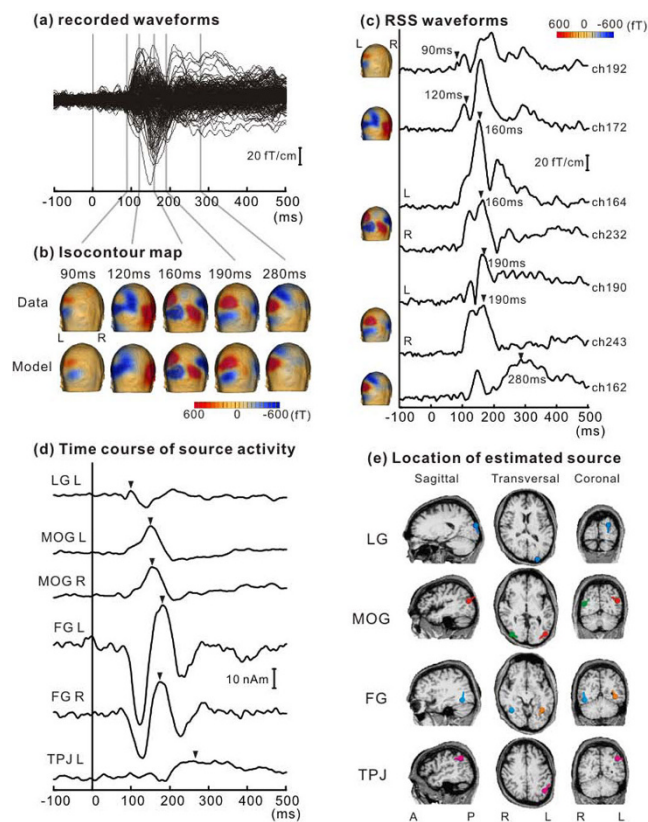 (a) recorded waveforms
20 fT/cm
-100 0 100 200 300 400 500
(ms)
(b) Isocontour map
90ms 120ms 160ms 190ms 280ms
Data
L R
Model
600 0 -600 (fT)
(c) RSS waveforms
600 0 -600 (fT)
L R
90ms
ch192
120ms
ch172
160ms
20 fT/cm
L
ch164
160ms
R
ch232
190ms
L
ch190
190ms
R
ch243
280ms
ch162
-100 0 100 200 300 400 500
(ms)
(d) Time course of source activity
LG L
MOG L
MOG R
FG L
10 nAm
FG R
TPJ L
-100 0 100 200 300 400 500
(ms)
(e) Location of estimated source
Sagittal Transversal Coronal
LG
MOG
FG
TPJ
A P R L R L